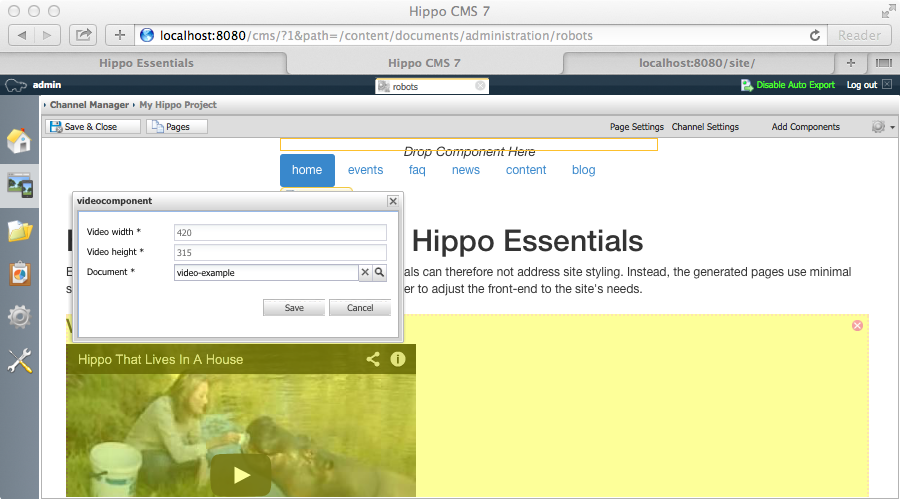 Hippo CMS 7
localhost:8080/cms/?1&path=/content/documents/administration/robots
Reader
Hippo Essentials
Hippo CMS 7
localhost:8080/site/
admin
robots
Disable Auto Export
Log out
Channel Manager
My Hippo Project
Save & Close
Pages
Page Settings
Channel Settings
Add Components
Drop Component Here
home
events
faq
news
content
blog
videocomponent
Video width *
420
Video height *
315
Document *
video-example
Save
Cancel
Hippo Essentials
can therefore not address site styling. Instead, the generated pages use minimal
to adjust the front-end to the site's needs.
Hippo That Lives In A House